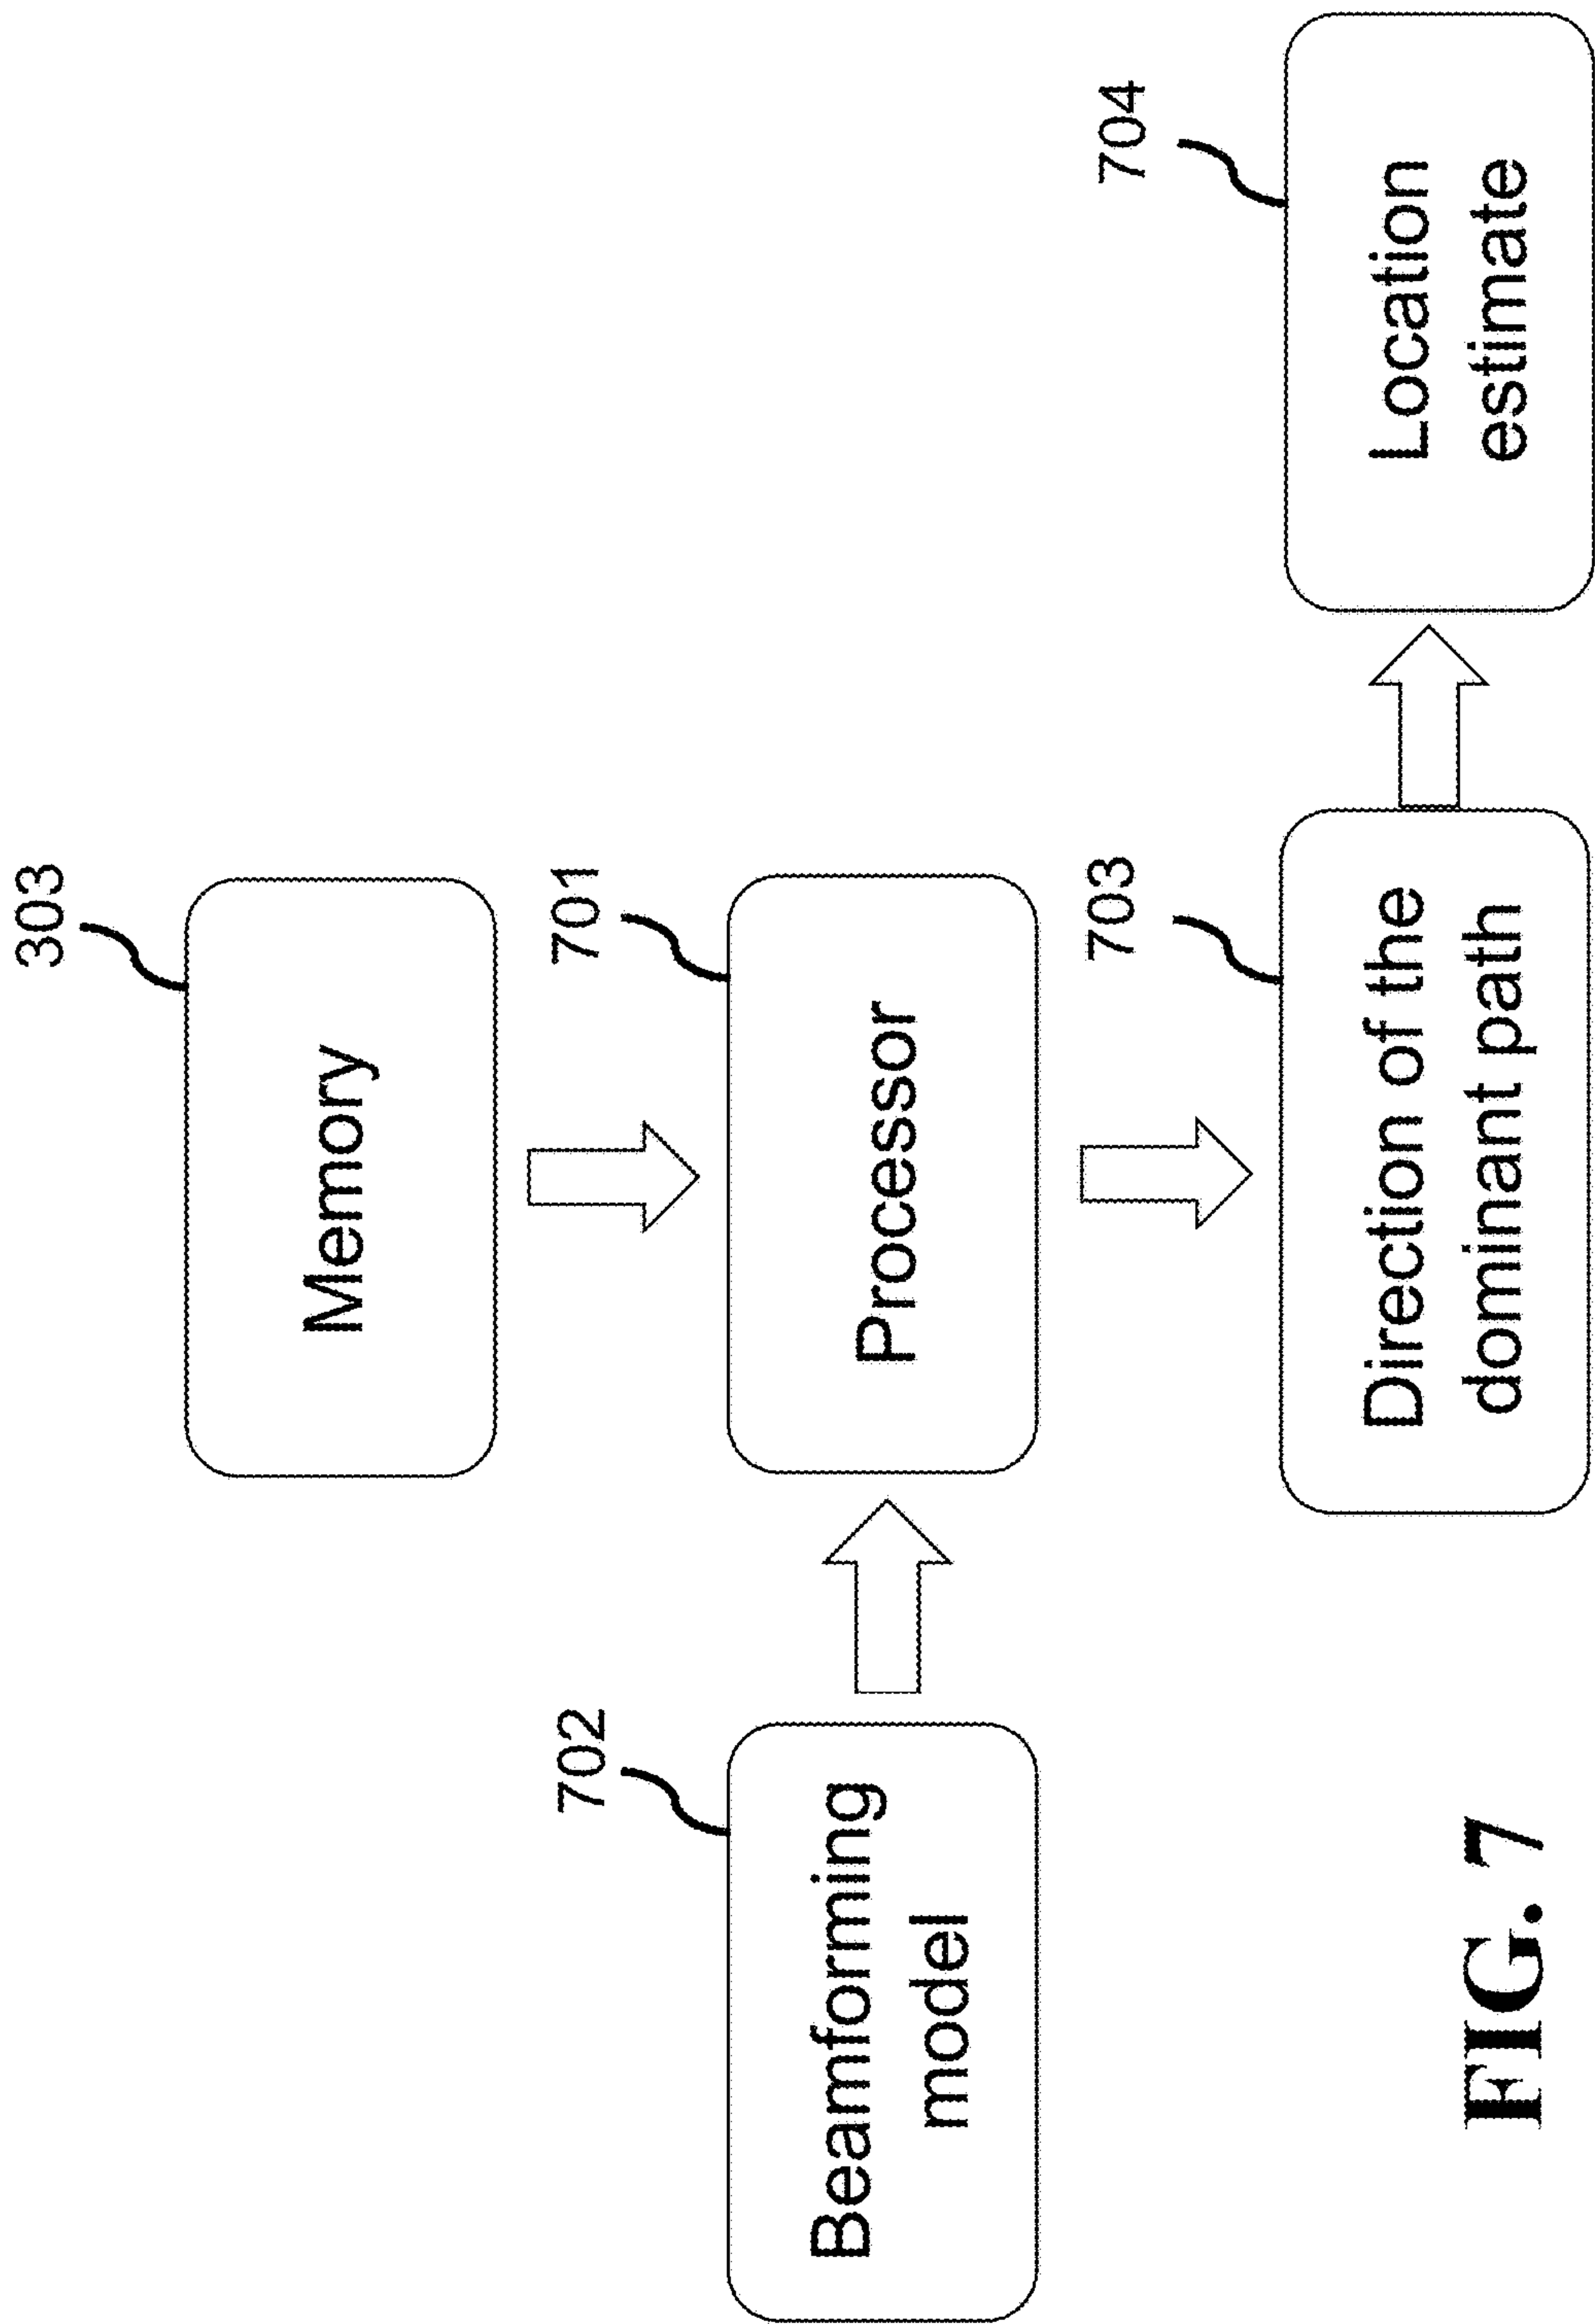 303
Memory
702
Beamforming
model
701
Processor
703
Direction of the
dominant path
704
Location
estimate
FIG. 7